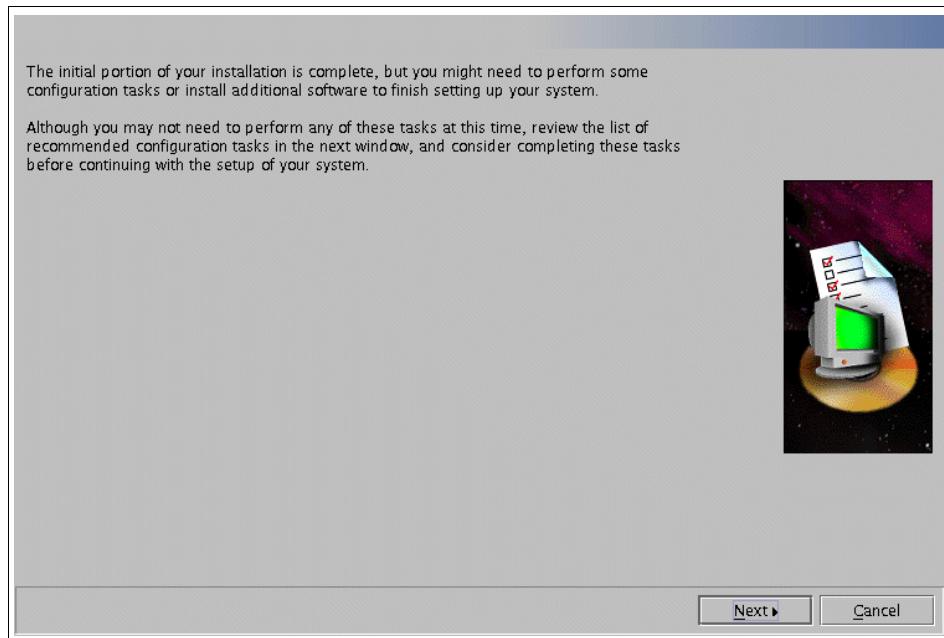 The initial portion of your installation is complete, but you might need to perform some
configuration tasks or install additional software to finish setting up your system.
Although you may not need to perform any of these tasks at this time, review the list of
recommended configuration tasks in the next window, and consider completing these tasks
before continuing with the setup of your system.
Next
Cancel